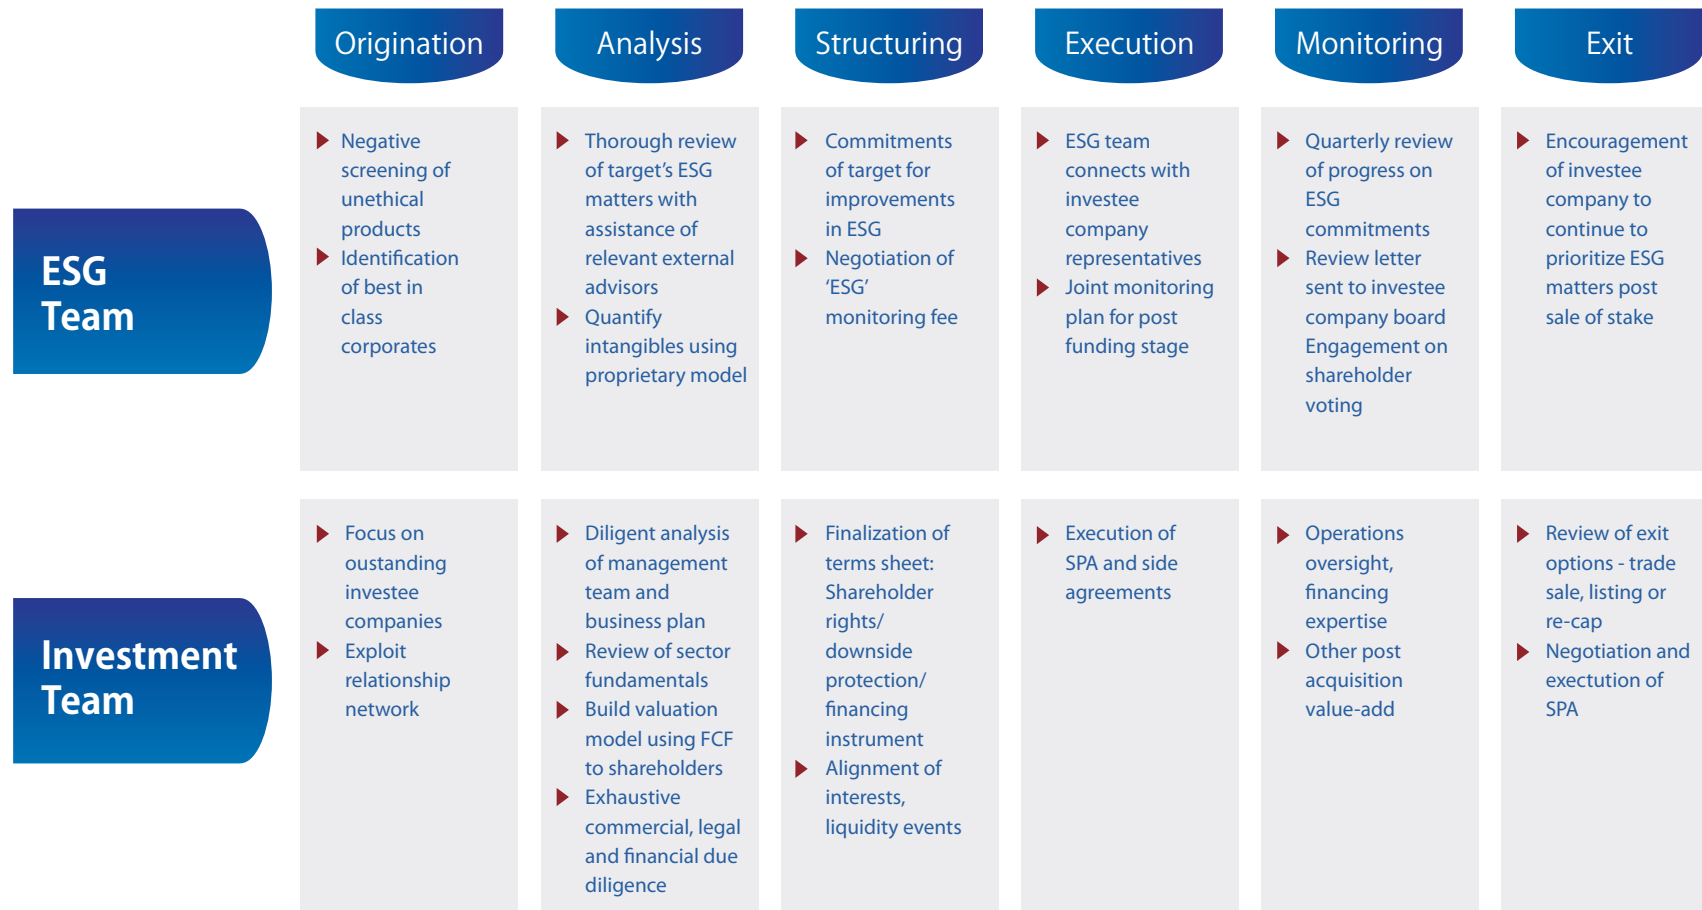 Origination
Analysis
Structuring
Execution
Monitoring
Exit
ESG
Team
Negative
screening of
unethical
products
Identification
of best in
class
corporates
Thorough review
of target’s ESG
matters with
assistance of
relevant external
advisors
Quantify
intangibles using
proprietary model
Commitments
of target for
improvements
in ESG
Negotiation of
‘ESG’
monitoring fee
ESG team
connects with
investee
company
representatives
Joint monitoring
plan for post
funding stage
Quarterly review
of progress on
ESG
commitments
Review letter
sent to investee
company board
Engagement on
shareholder
voting
Encouragement
of investee
company to
continue to
prioritize ESG
matters post
sale of stake
Investment
Team
Focus on
oustanding
investee
companies
Exploit
relationship
network
Diligent analysis
of management
team and
business plan
Review of sector
fundamentals
Build valuation
model using FCF
to shareholders
Exhaustive
commercial, legal
and financial due
diligence
Finalization of
terms sheet:
Shareholder
rights/
downside
protection/
financing
instrument
Alignment of
interests,
liquidity events
Execution of
SPA and side
agreements
Operations
oversight,
financing
expertise
Other post
acquisition
value-add
Review of exit
options - trade
sale, listing or
re-cap
Negotiation and
exectution of
SPA